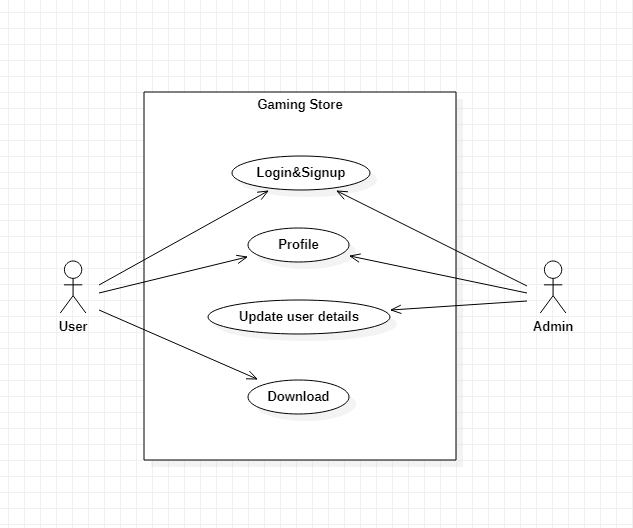 Gaming Store
Login&Signup
Profile
User
Update user details
Admin
Download